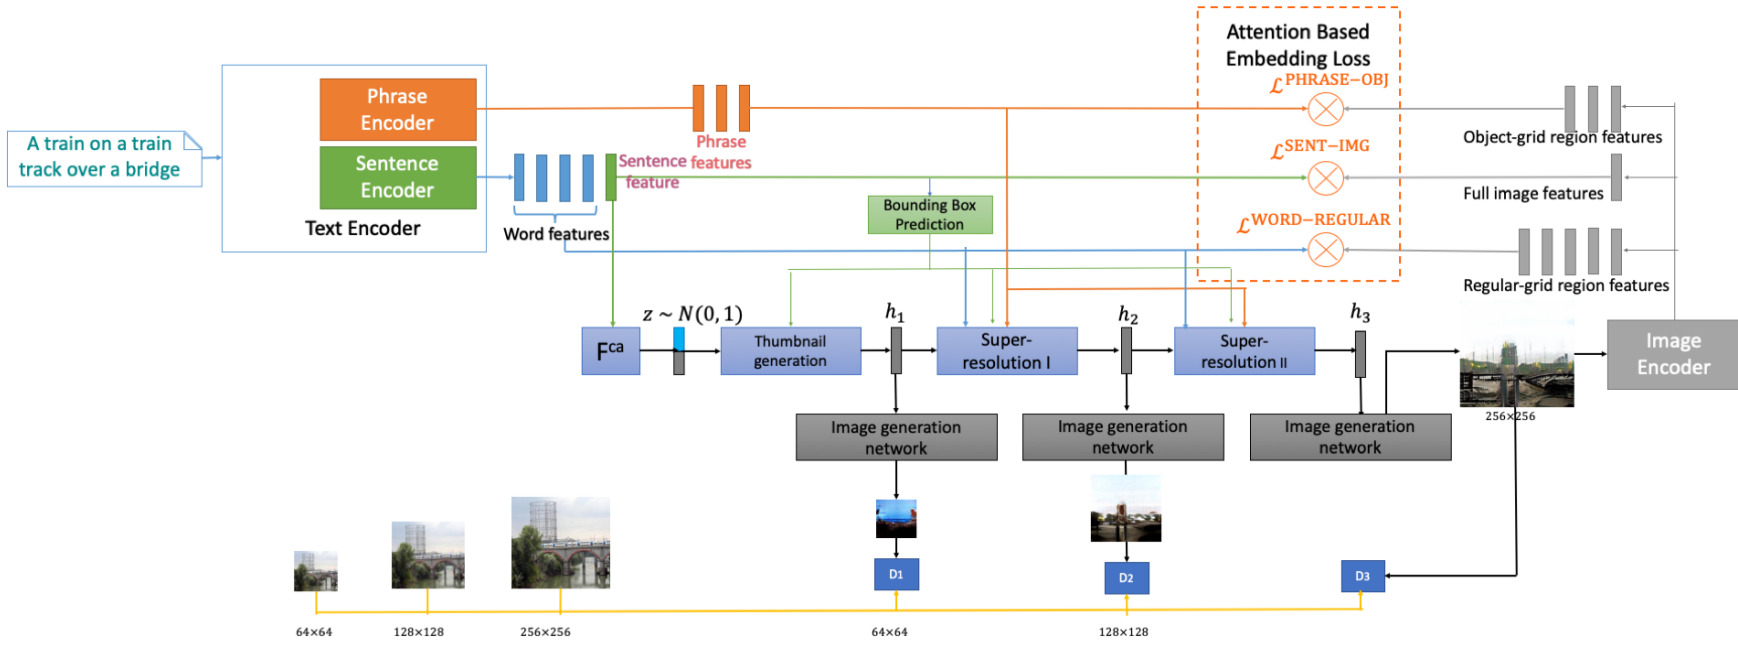 A train on a train
track over a bridge
Phrase
Encoder
Sentence
Encoder
Text Encoder
Phrase
features
Sentence
feature
Word features
Bounding Box
Prediction
Attention Based
Embedding Loss
ℒ^PHRASE−OBJ
ℒ^SENT−IMG
ℒ^WORD−REGULAR
Object-grid region features
Full image features
Regular-grid region features
Image
Encoder
F^ca
z ~ N(0, 1)
Thumbnail
generation
h₁
Super-
resolution I
h₂
Super-
resolution II
h₃
256×256
Image generation
network
Image generation
network
Image generation
network
D1
D2
D3
64×64
128×128
256×256
64×64
128×128